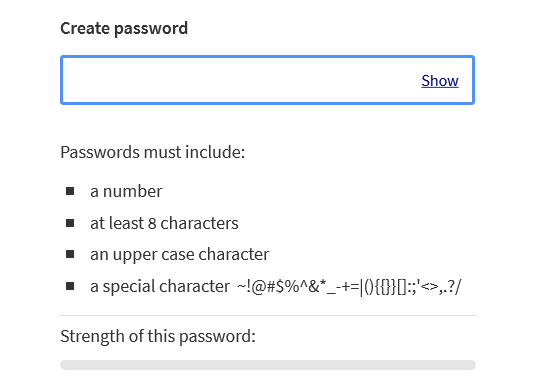 Create password
Show
Passwords must include:
a number
at least 8 characters
an upper case character
a special character ~!@#$%^&*_-+=|(){{}}[]:;'<>,.?/
Strength of this password: